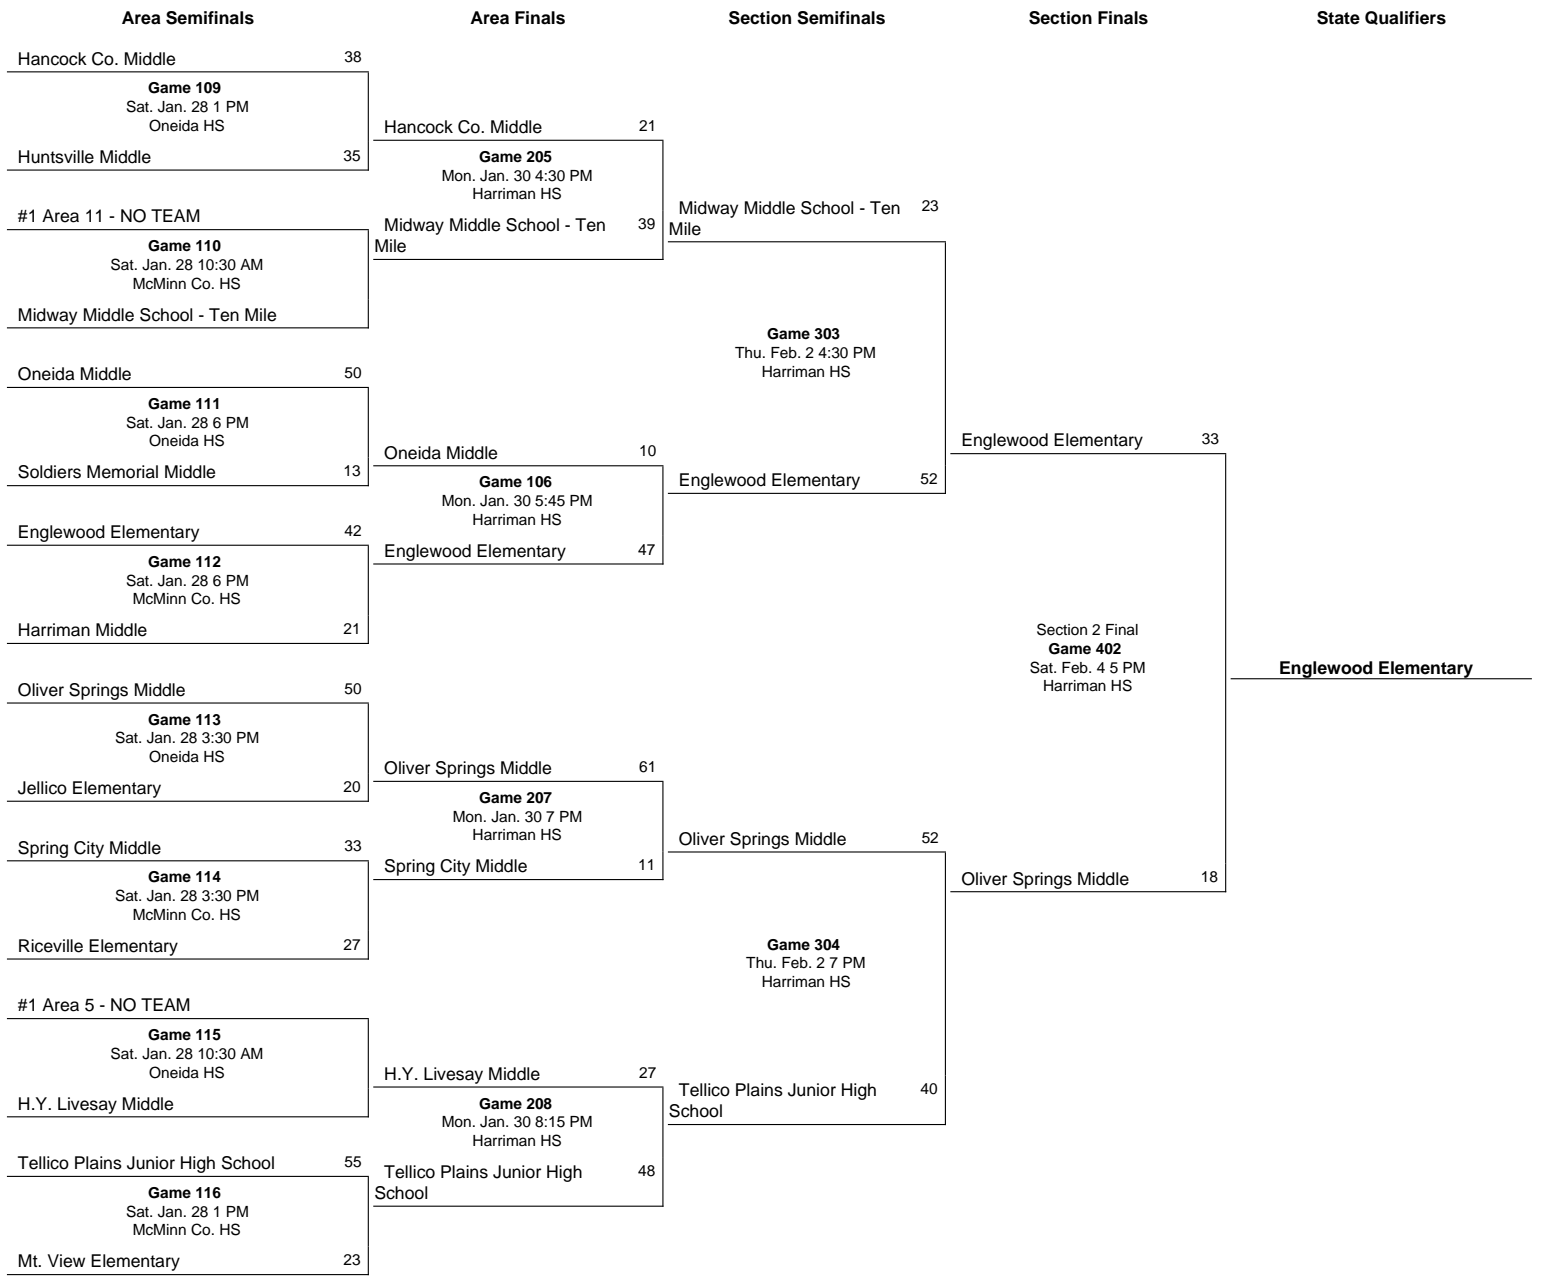 Area Semifinals
Area Finals
Section Semifinals
Section Finals
State Qualifiers
Hancock Co. Middle 38
Game 109
Sat. Jan. 28 1 PM
Oneida HS
Huntsville Middle 35
#1 Area 11 - NO TEAM
Game 110
Sat. Jan. 28 10:30 AM
McMinn Co. HS
Midway Middle School - Ten Mile
Oneida Middle 50
Game 111
Sat. Jan. 28 6 PM
Oneida HS
Soldiers Memorial Middle 13
Englewood Elementary 42
Game 112
Sat. Jan. 28 6 PM
McMinn Co. HS
Harriman Middle 21
Oliver Springs Middle 50
Game 113
Sat. Jan. 28 3:30 PM
Oneida HS
Jellico Elementary 20
Spring City Middle 33
Game 114
Sat. Jan. 28 3:30 PM
McMinn Co. HS
Riceville Elementary 27
#1 Area 5 - NO TEAM
Game 115
Sat. Jan. 28 10:30 AM
Oneida HS
H.Y. Livesay Middle
Tellico Plains Junior High School 55
Game 116
Sat. Jan. 28 1 PM
McMinn Co. HS
Mt. View Elementary 23
Hancock Co. Middle 21
Game 205
Mon. Jan. 30 4:30 PM
Harriman HS
Midway Middle School - Ten 39
Mile
Oneida Middle 10
Game 106
Mon. Jan. 30 5:45 PM
Harriman HS
Englewood Elementary 47
Oliver Springs Middle 61
Game 207
Mon. Jan. 30 7 PM
Harriman HS
Spring City Middle 11
H.Y. Livesay Middle 27
Game 208
Mon. Jan. 30 8:15 PM
Harriman HS
Tellico Plains Junior High 48
School
Midway Middle School - Ten 23
Mile
Game 303
Thu. Feb. 2 4:30 PM
Harriman HS
Englewood Elementary 52
Oliver Springs Middle 52
Game 304
Thu. Feb. 2 7 PM
Harriman HS
Tellico Plains Junior High 40
School
Englewood Elementary 33
Section 2 Final
Game 402
Sat. Feb. 4 5 PM
Harriman HS
Oliver Springs Middle 18
Englewood Elementary